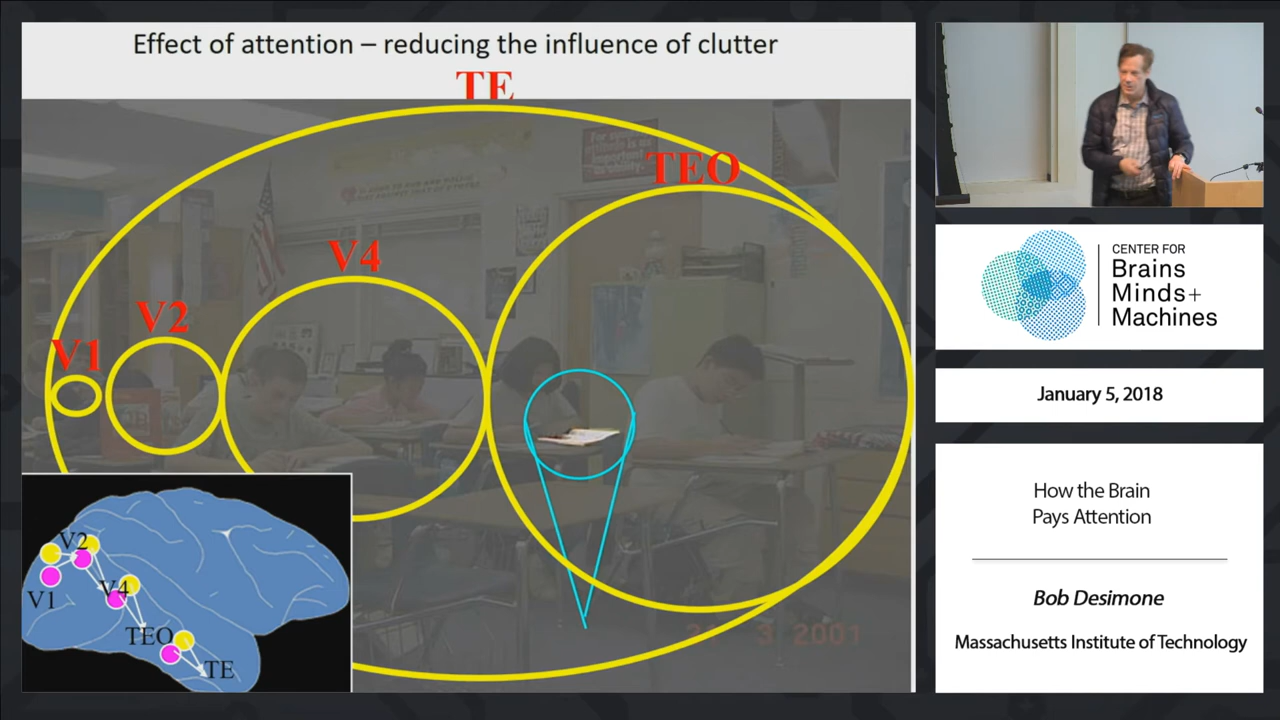 Effect of attention – reducing the influence of clutter
TE
TEO
V4
V2
V1
V2
V1
V4
TEO
TE
3 2001
CENTER FOR
Brains
Minds+
Machines
January 5, 2018
How the Brain
Pays Attention
Bob Desimone
Massachusetts Institute of Technology